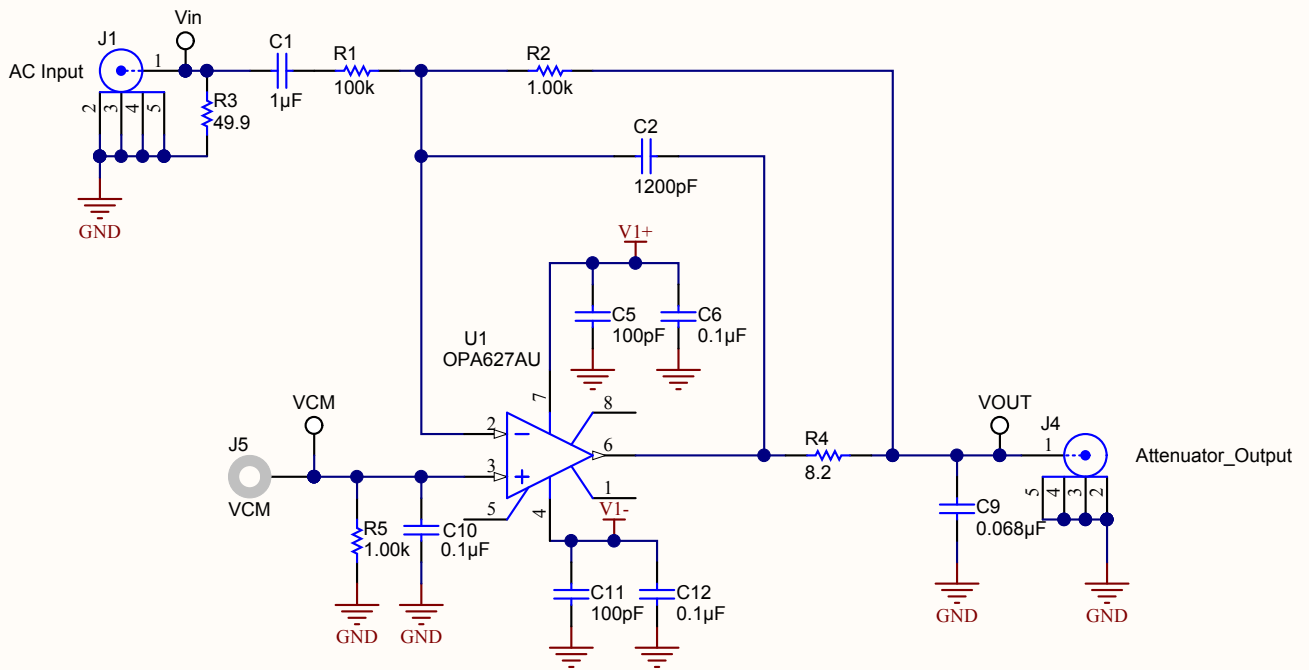 Vin
J1
AC Input
1
2
3
4
5
R3
49.9
GND
C1
1µF
R1
100k
R2
1.00k
C2
1200pF
V1+
C5
100pF
C6
0.1µF
U1
OPA627AU
7
8
2
6
3
1
5
4
VCM
J5
VCM
R5
1.00k
C10
0.1µF
GND
GND
V1-
C11
100pF
C12
0.1µF
R4
8.2
VOUT
J4
1
Attenuator_Output
5
4
3
2
C9
0.068µF
GND
GND